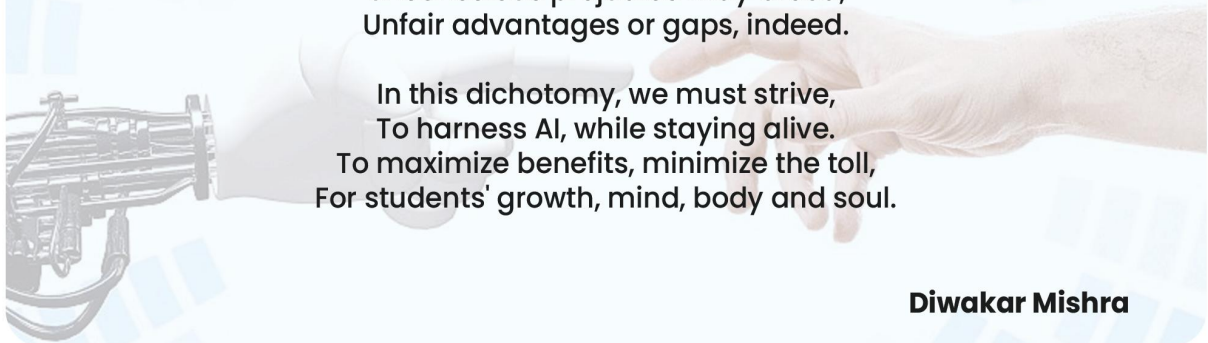 Unfair advantages or gaps, indeed.
In this dichotomy, we must strive,
To harness AI, while staying alive.
To maximize benefits, minimize the toll,
For students' growth, mind, body and soul.
Diwakar Mishra